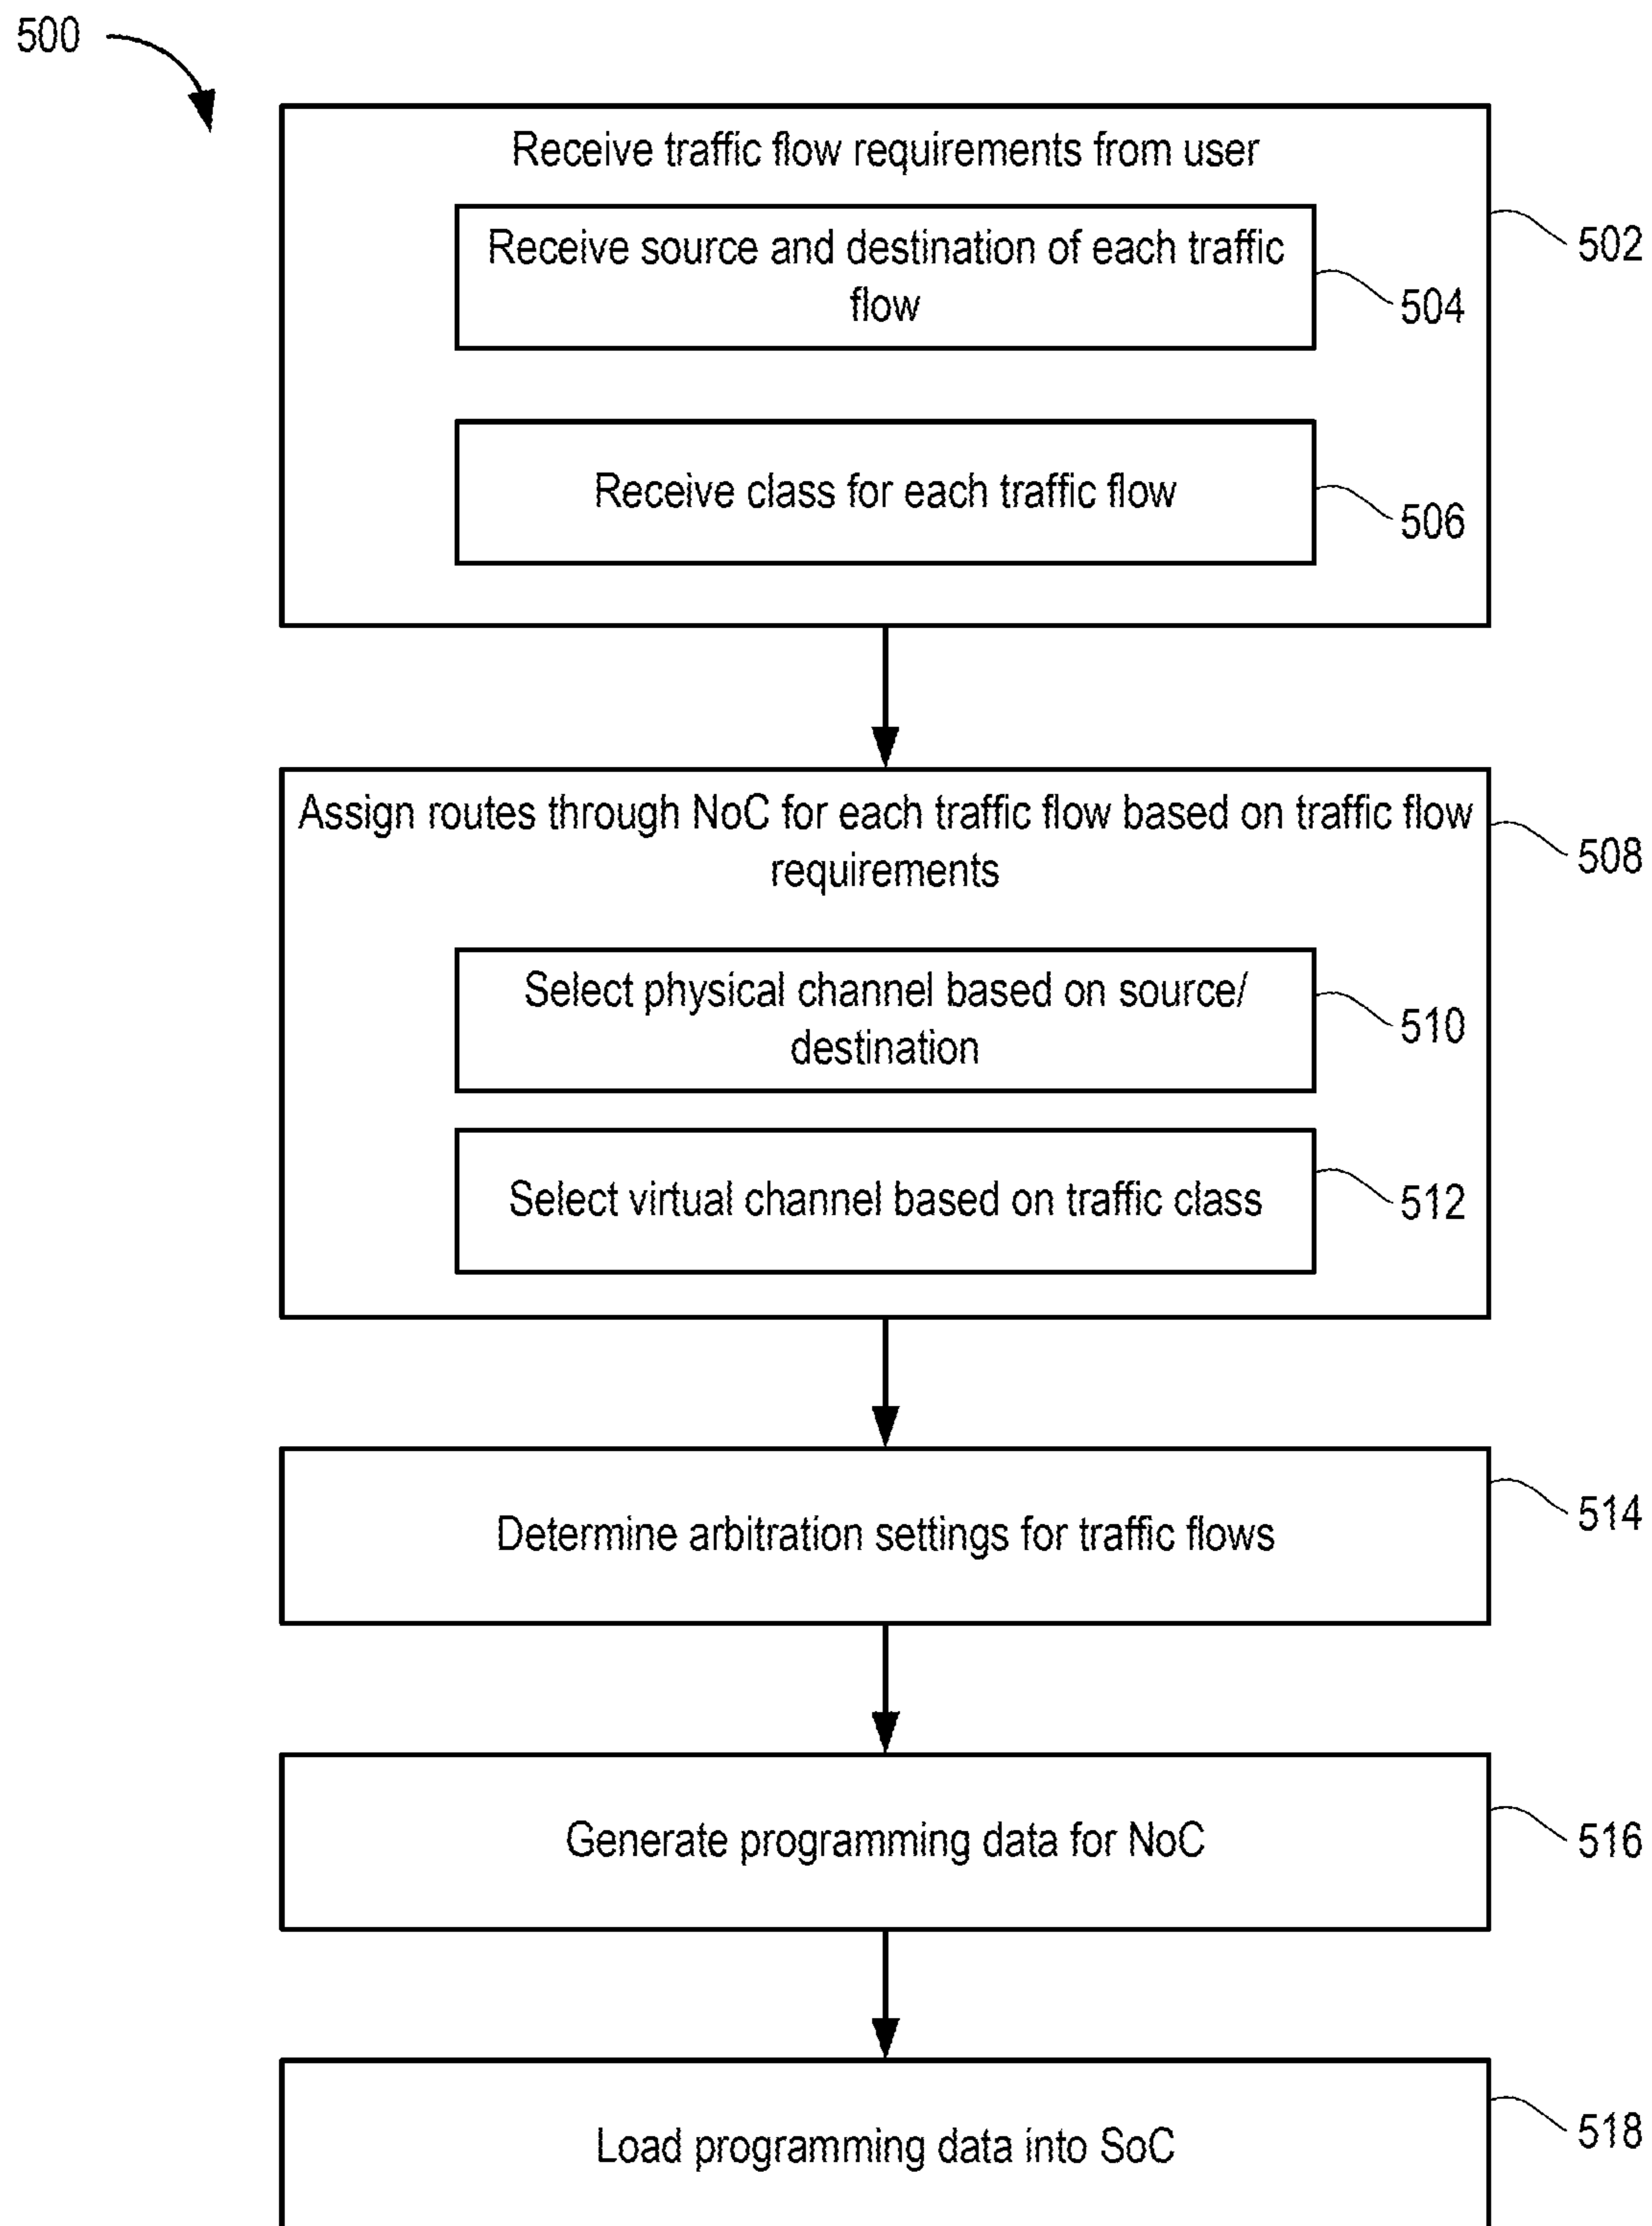 500
Receive traffic flow requirements from user
502
Receive source and destination of each traffic
flow
504
Receive class for each traffic flow
506
Assign routes through NoC for each traffic flow based on traffic flow
requirements
508
Select physical channel based on source/
destination
510
Select virtual channel based on traffic class
512
Determine arbitration settings for traffic flows
514
Generate programming data for NoC
516
Load programming data into SoC
518